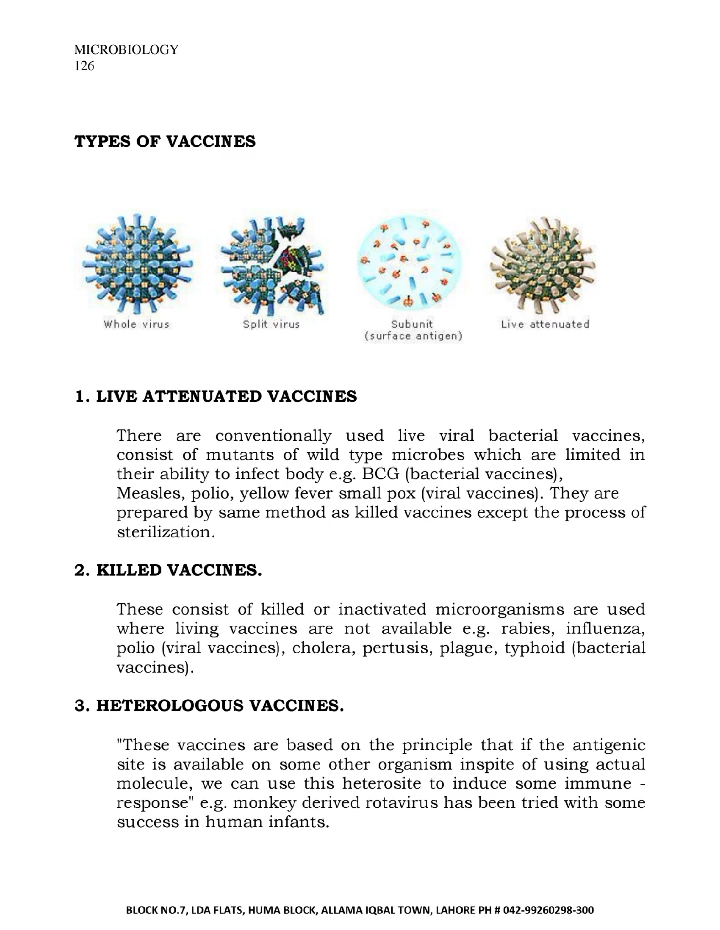 MICROBIOLOGY
126
TYPES OF VACCINES
Whole virus
Split virus
Subunit
(surface antigen)
Live attenuated
1. LIVE ATTENUATED VACCINES
There are conventionally used live viral bacterial vaccines,
consist of mutants of wild type microbes which are limited in
their ability to infect body e.g. BCG (bacterial vaccines),
Measles, polio, yellow fever small pox (viral vaccines). They are
prepared by same method as killed vaccines except the process of
sterilization.
2. KILLED VACCINES.
These consist of killed or inactivated microorganisms are used
where living vaccines are not available e.g. rabies, influenza,
polio (viral vaccines), cholera, pertusis, plague, typhoid (bacterial
vaccines).
3. HETEROLOGOUS VACCINES.
"These vaccines are based on the principle that if the antigenic
site is available on some other organism inspite of using actual
molecule, we can use this heterosite to induce some immune -
response" e.g. monkey derived rotavirus has been tried with some
success in human infants.
BLOCK NO.7, LDA FLATS, HUMA BLOCK, ALLAMA IQBAL TOWN, LAHORE PH # 042-99260298-300